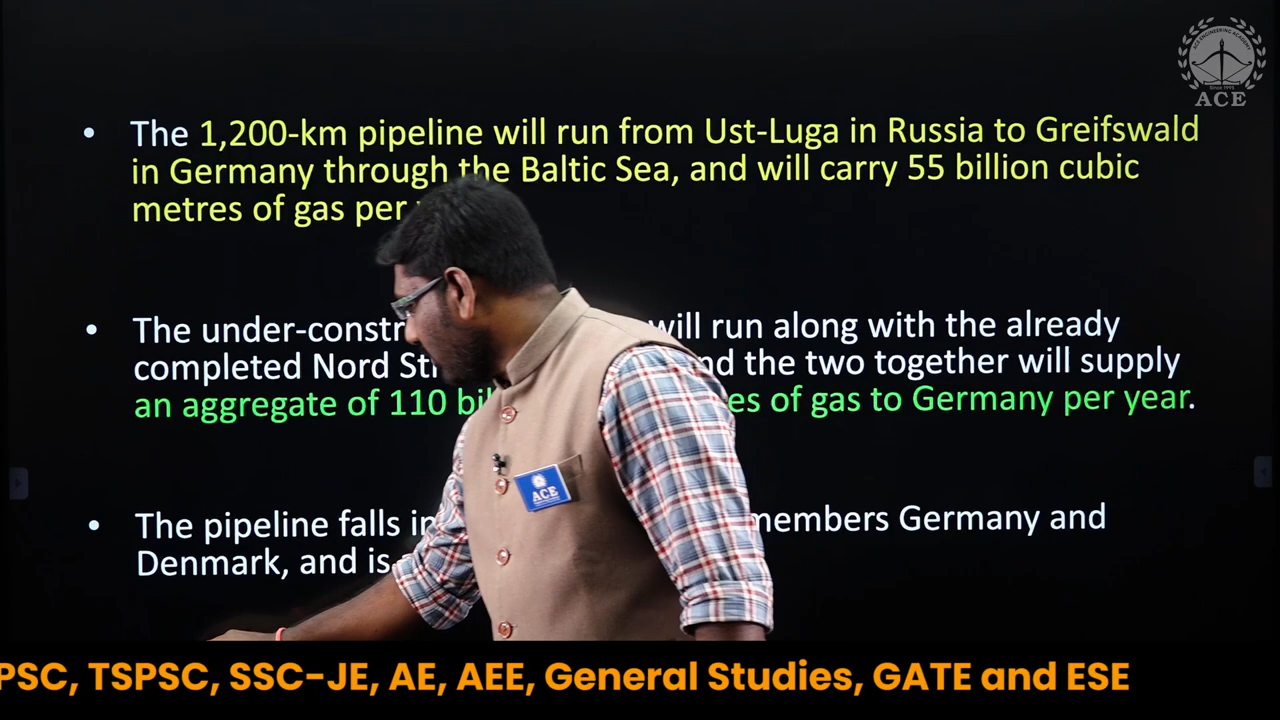 ACE ENGINEERING ACADEMY
Since 1995
ACE
• The 1,200-km pipeline will run from Ust-Luga in Russia to Greifswald
in Germany through the Baltic Sea, and will carry 55 billion cubic
metres of gas per
• The under-constr will run along with the already
completed Nord St nd the two together will supply
an aggregate of 110 bil es of gas to Germany per year.
• The pipeline falls in members Germany and
Denmark, and is
ACE
PSC, TSPSC, SSC-JE, AE, AEE, General Studies, GATE and ESE